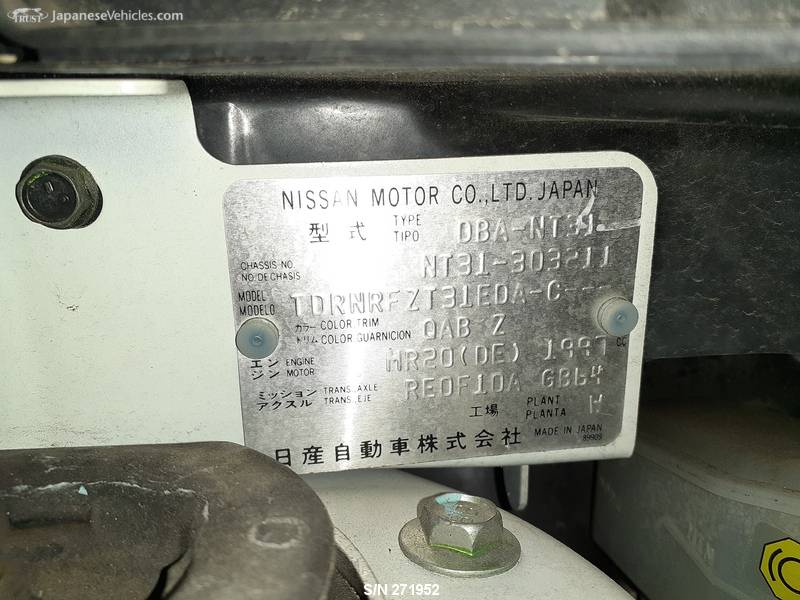 TRUST JapaneseVehicles.com
NISSAN MOTOR CO.,LTD. JAPAN
型式 TYPE TIPO DBA-NT31-
CHASSIS NO. NO.DE CHASIS NT31-303211
MODEL MODELO TDRNRFZT31EDA-C---
カラー COLOR TRIM トリム COLOR GUARNICION QAB Z
エンジン ENGINE MOTOR MR20(DE) 1997 CC
ミッション アクスル TRANS. AXLE TRANS. EJE RE0F10A GB64
工場 PLANT PLANTA W
日産自動車株式会社 MADE IN JAPAN
89909
S/N 271952